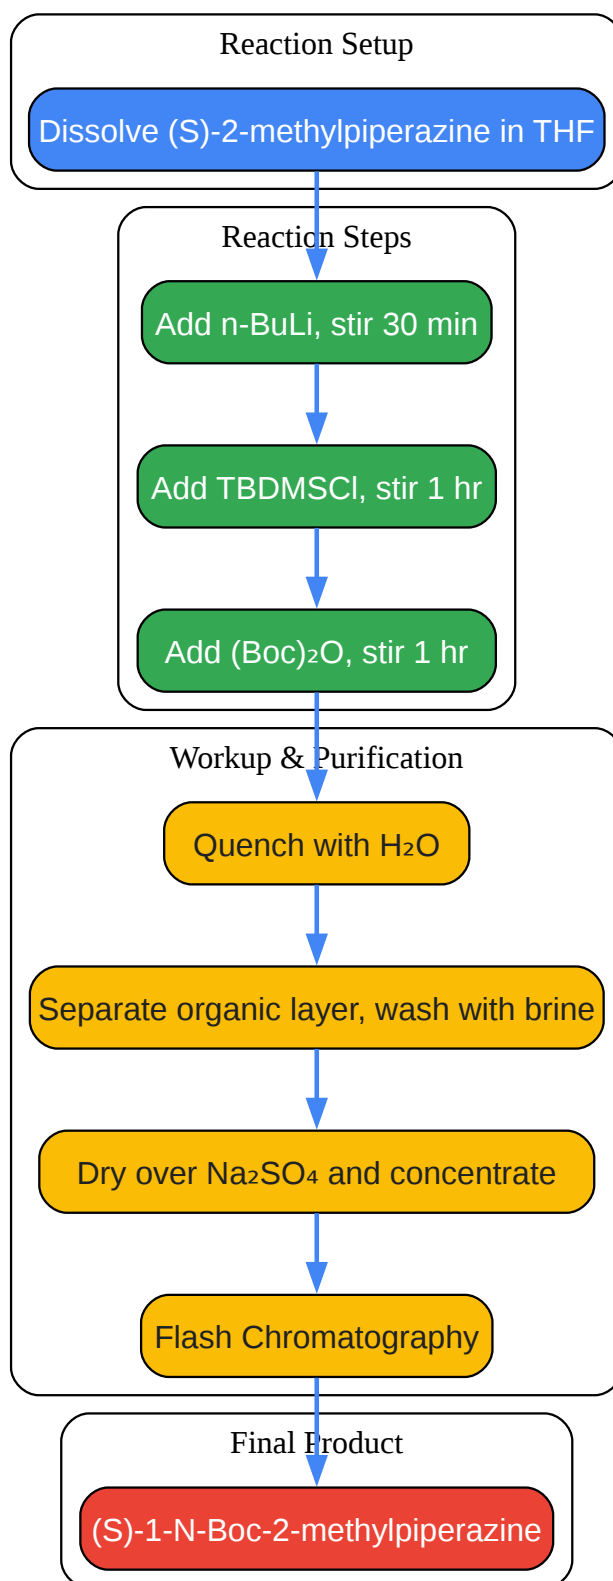 Reaction Setup
Dissolve (S)-2-methylpiperazine in THF
Reaction Steps
Add n-BuLi, stir 30 min
Add TBDMSCl, stir 1 hr
Add (Boc)₂O, stir 1 hr
Workup & Purification
Quench with H₂O
Separate organic layer, wash with brine
Dry over Na₂SO₄ and concentrate
Flash Chromatography
Final Product
(S)-1-N-Boc-2-methylpiperazine